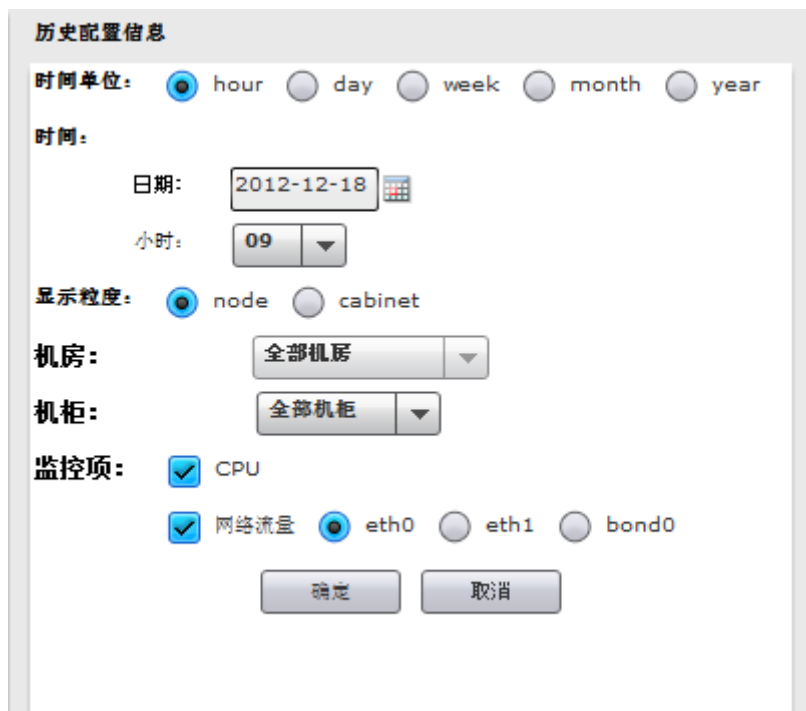 历史配置信息
时间单位： hour day week month year
时间：
日期： 2012-12-18
小时： 09
显示粒度： node cabinet
机房： 全部机房
机柜： 全部机柜
监控项： CPU
网络流量 eth0 eth1 bond0
确定 取消